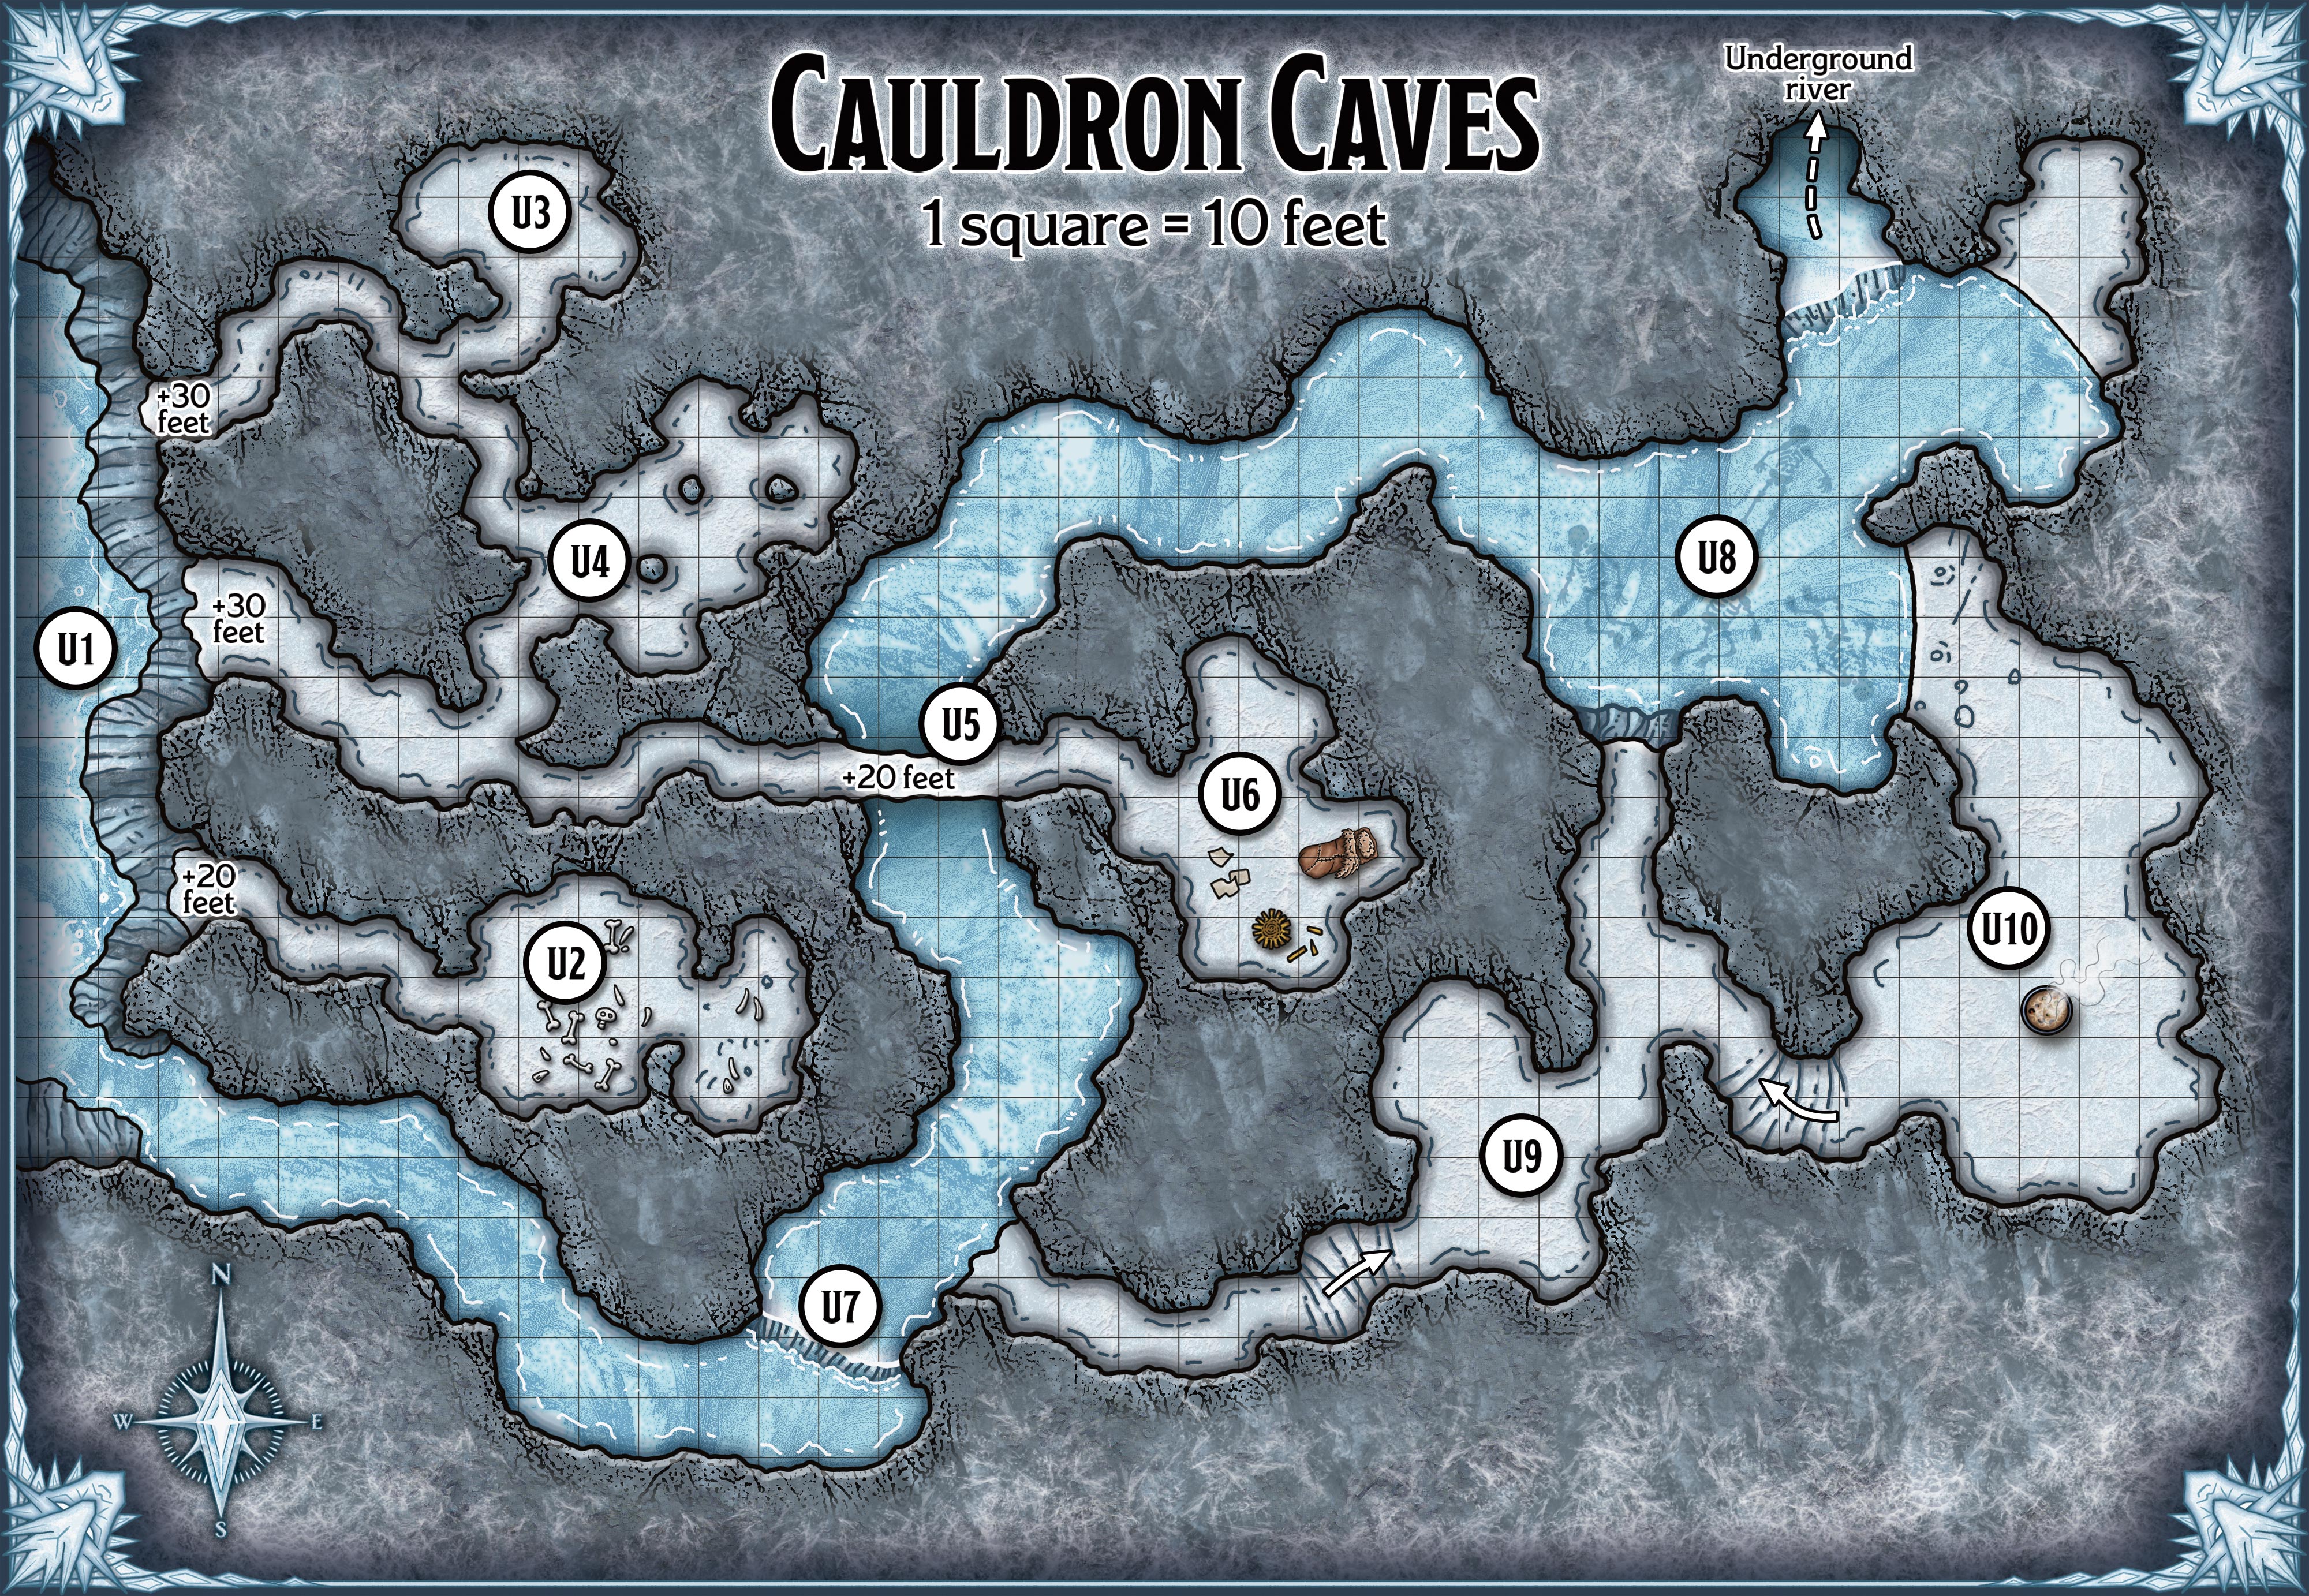 CAULDRON CAVES
1 square = 10 feet
Underground
river
U3
+30
feet
U4
U8
+30
feet
U1
U5
+20 feet
U6
+20
feet
U2
U10
U9
U7
N
W
E
S